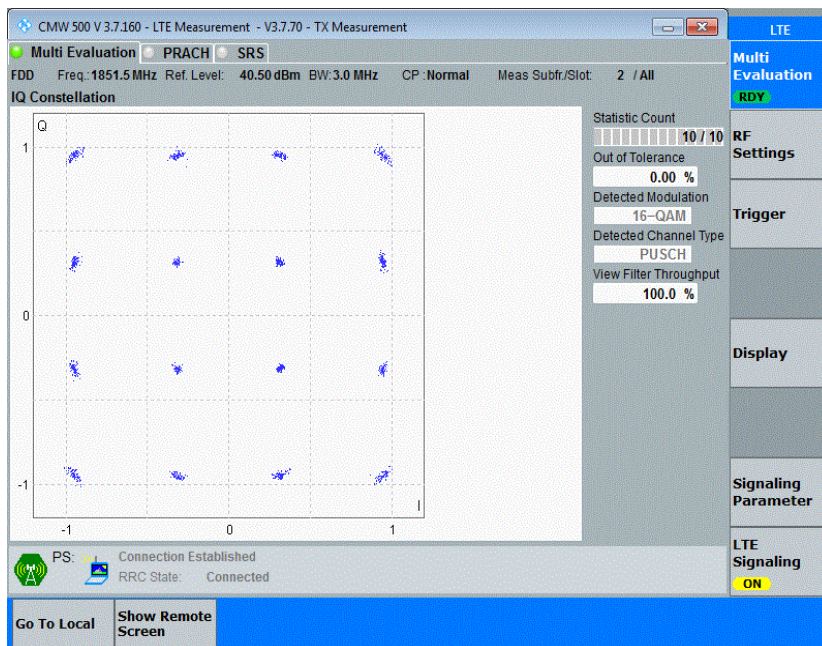 CMW 500 V 3.7.160 - LTE Measurement - V3.7.70 - TX Measurement
Multi Evaluation PRACH SRS
FDD Freq.: 1851.5 MHz Ref. Level: 40.50 dBm BW: 3.0 MHz CP : Normal Meas Subfr./Slot: 2 / All
IQ Constellation
Q
1
0
-1
I
-1 0 1
Statistic Count
10 / 10
Out of Tolerance
0.00 %
Detected Modulation
16-QAM
Detected Channel Type
PUSCH
View Filter Throughput
100.0 %
PS: Connection Established
RRC State: Connected
LTE
Multi
Evaluation
RDY
RF
Settings
Trigger
Display
Signaling
Parameter
LTE
Signaling
ON
Go To Local
Show Remote
Screen